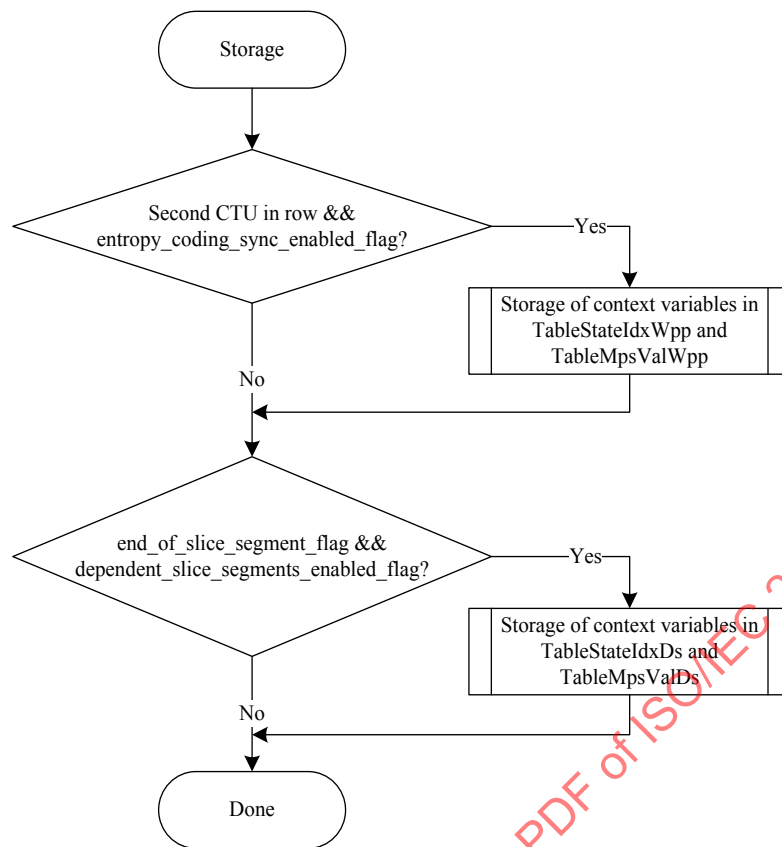 Storage
Second CTU in row &&
entropy_coding_sync_enabled_flag?
Yes
Storage of context variables in
TableStateIdxWpp and
TableMpsValWpp
No
end_of_slice_segment_flag &&
dependent_slice_segments_enabled_flag?
Yes
Storage of context variables in
TableStateIdxDs and
TableMpsValDs
No
Done
PDF of ISO/IEC